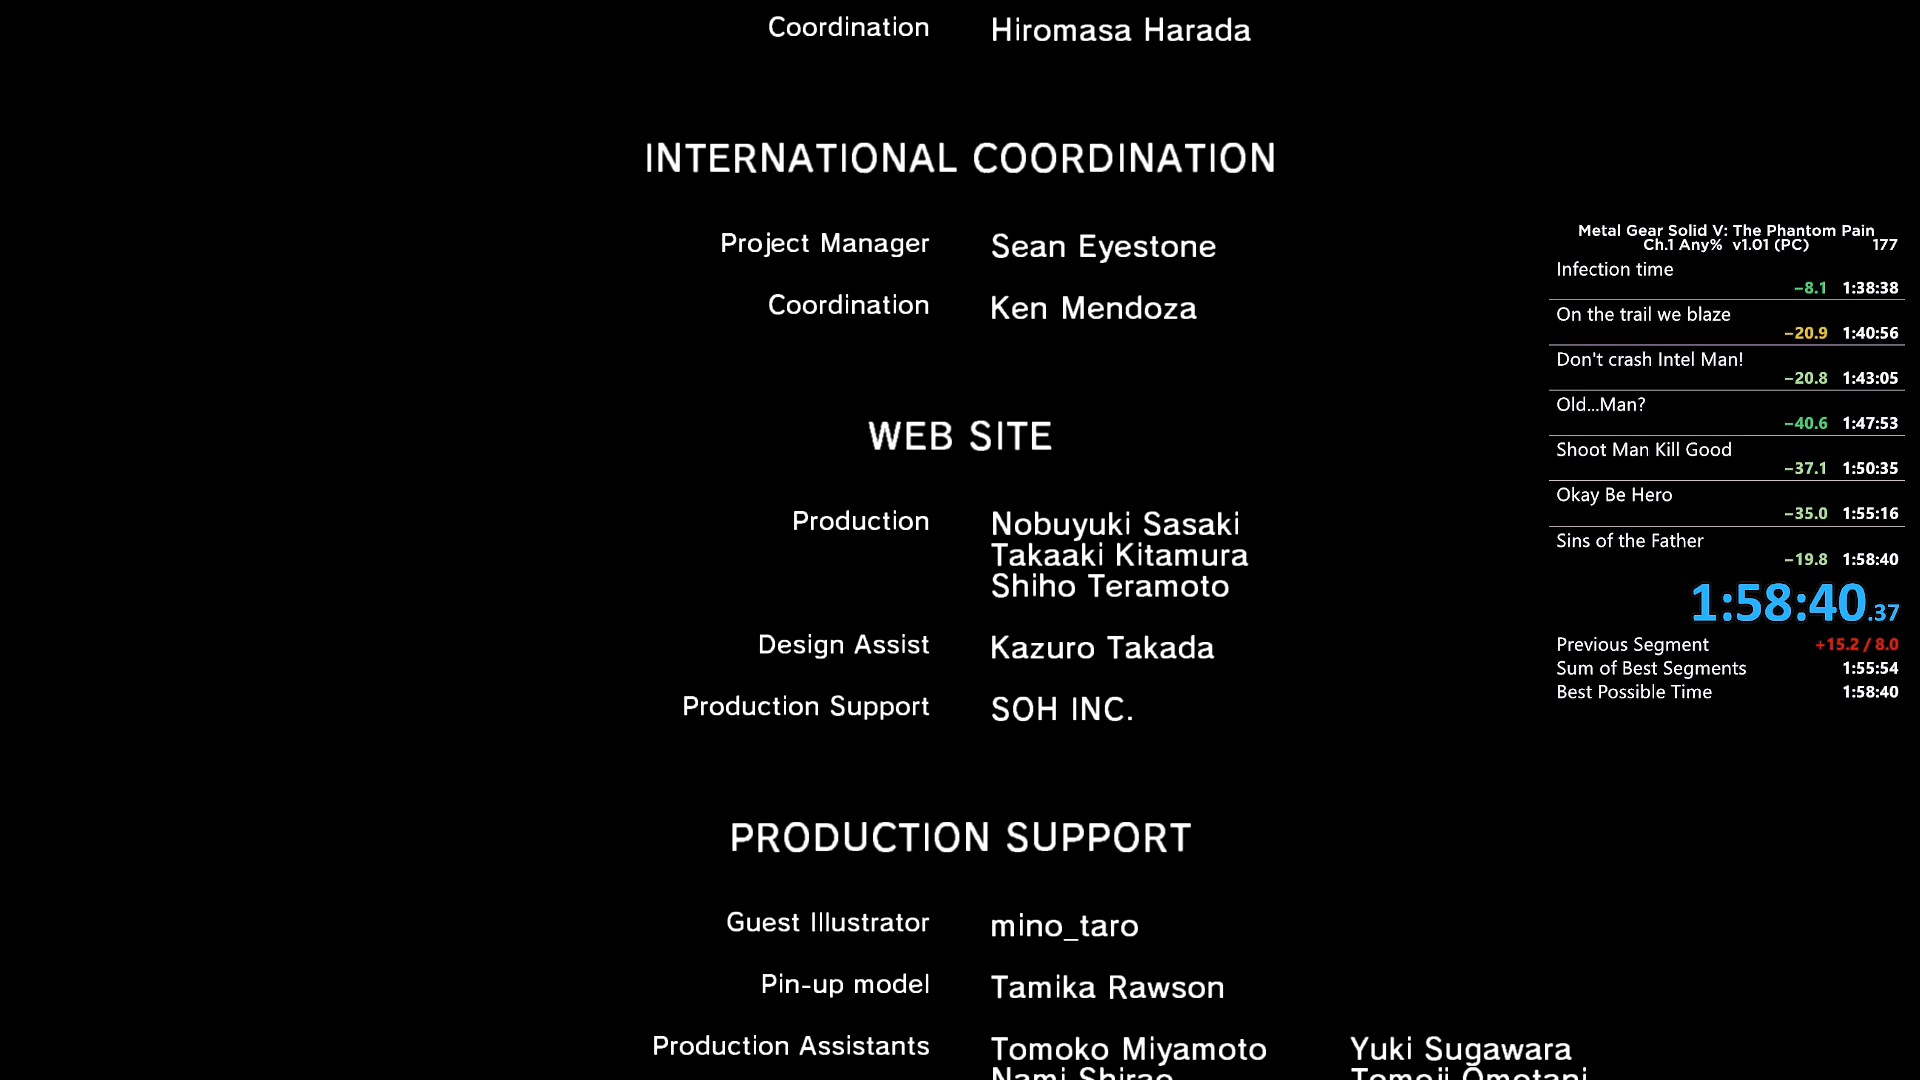 Coordination Hiromasa Harada
INTERNATIONAL COORDINATION
Project Manager Sean Eyestone
Coordination Ken Mendoza
WEB SITE
Production Nobuyuki Sasaki
Takaaki Kitamura
Shiho Teramoto
Design Assist Kazuro Takada
Production Support SOH INC.
PRODUCTION SUPPORT
Guest Illustrator mino_taro
Pin-up model Tamika Rawson
Production Assistants Tomoko Miyamoto Yuki Sugawara
Nami Shirao Tomoji Omotani
Metal Gear Solid V: The Phantom Pain
Ch.1 Any% v1.01 (PC) 177
Infection time
−8.1 1:38:38
On the trail we blaze
−20.9 1:40:56
Don't crash Intel Man!
−20.8 1:43:05
Old...Man?
−40.6 1:47:53
Shoot Man Kill Good
−37.1 1:50:35
Okay Be Hero
−35.0 1:55:16
Sins of the Father
−19.8 1:58:40
1:58:40.37
Previous Segment +15.2 / 8.0
Sum of Best Segments 1:55:54
Best Possible Time 1:58:40